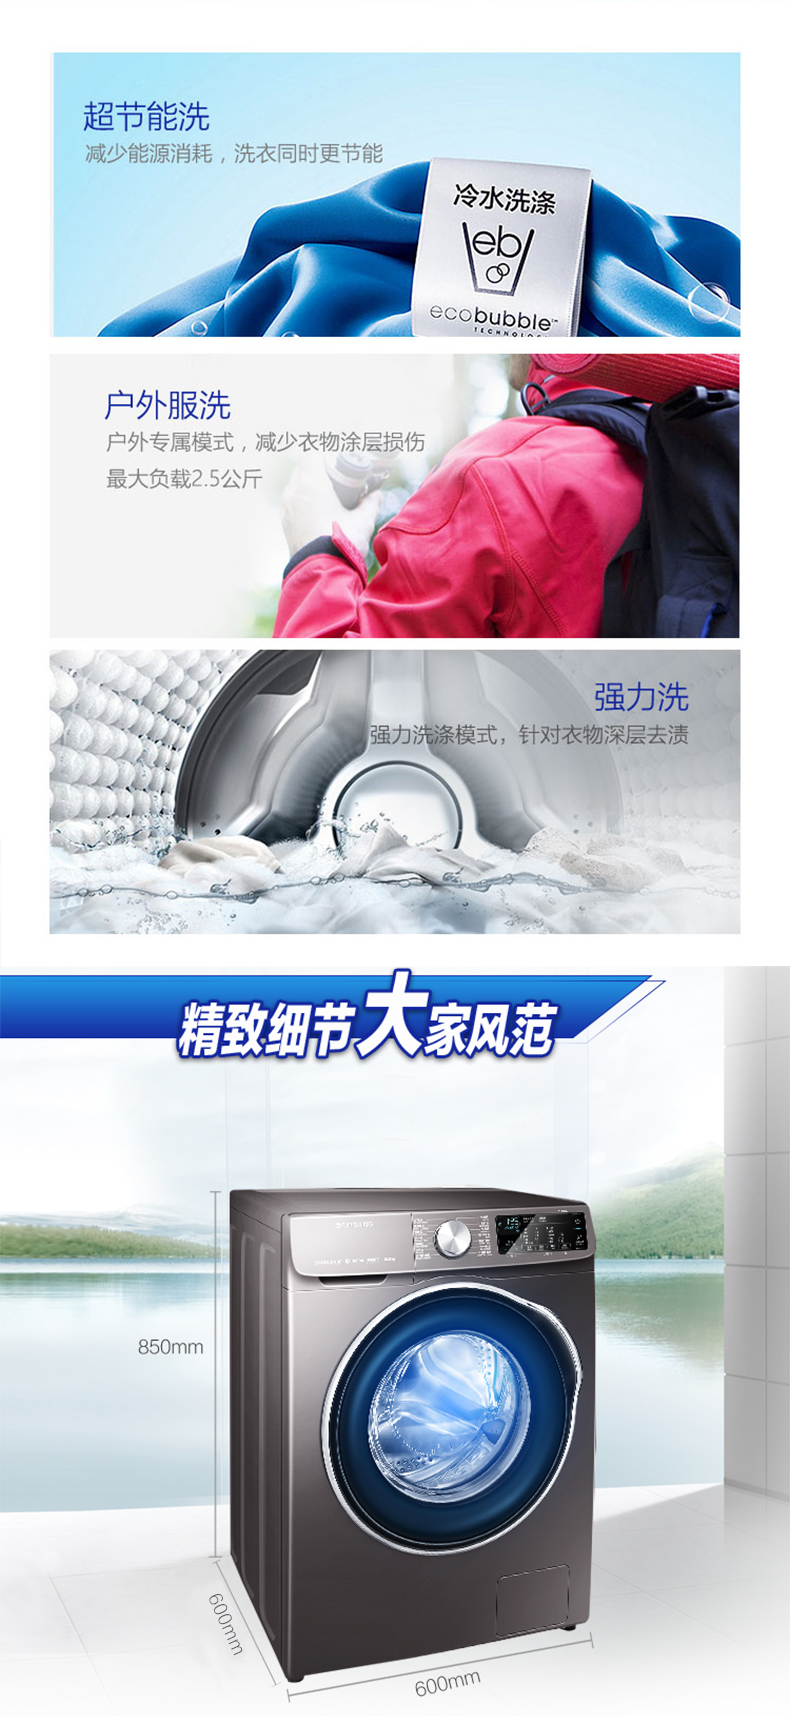 超节能洗
减少能源消耗，洗衣同时更节能
冷水洗涤
eb
ecobubble™
户外服洗
户外专属模式，减少衣物涂层损伤
最大负载2.5公斤
强力洗
强力洗涤模式，针对衣物深层去渍
精致细节大家风范
SAMSUNG
850mm
600mm
600mm